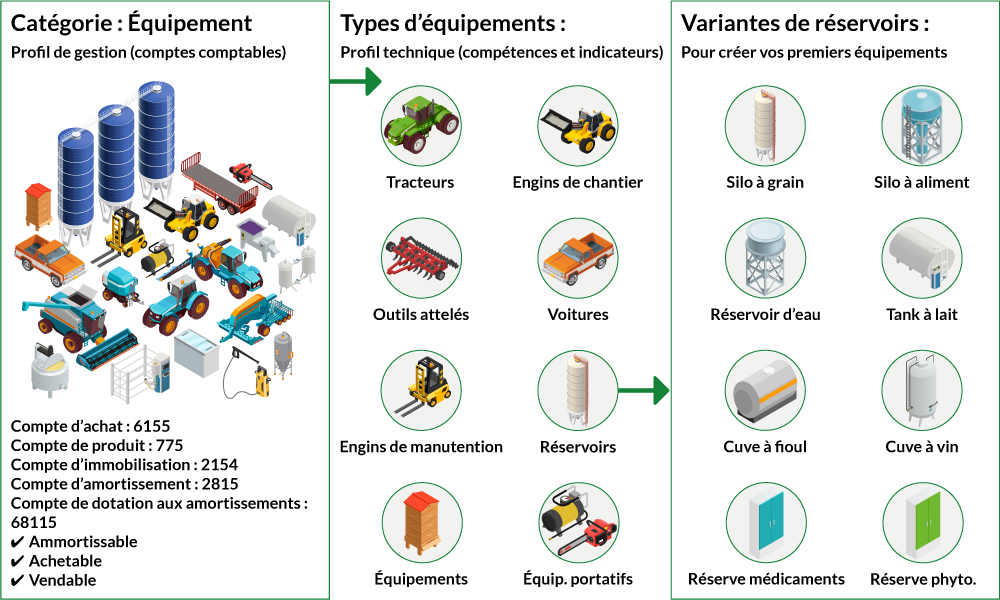 Catégorie : Équipement
Profil de gestion (comptes comptables)
Compte d'achat : 6155
Compte de produit : 775
Compte d'immobilisation : 2154
Compte d'amortissement : 2815
Compte de dotation aux amortissements :
68115
✔ Ammortissable
✔ Achetable
✔ Vendable
Types d'équipements :
Profil technique (compétences et indicateurs)
Tracteurs
Engins de chantier
Outils attelés
Voitures
Engins de manutention
Réservoirs
Équipements
Équip. portatifs
Variantes de réservoirs :
Pour créer vos premiers équipements
Silo à grain
Silo à aliment
Réservoir d'eau
Tank à lait
Cuve à fioul
Cuve à vin
Réserve médicaments
Réserve phyto.